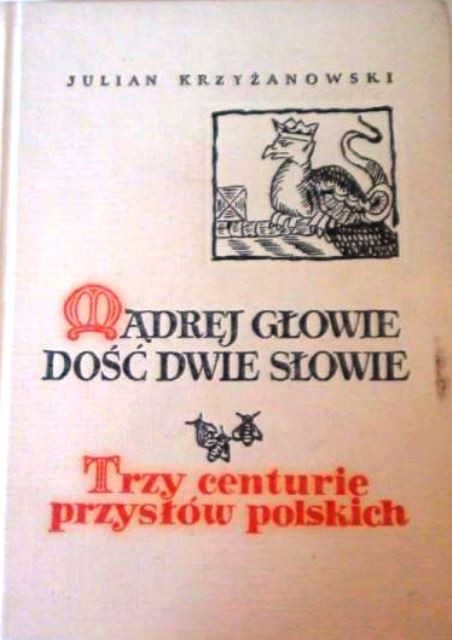 JULIAN KRZYŻANOWSKI
MĄDREJ GŁOWIE
DOŚĆ DWIE SŁOWIE
Trzy centurie
przysłów polskich